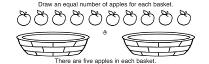 Draw an equal number of apples for each basket.
There are five apples in each basket.